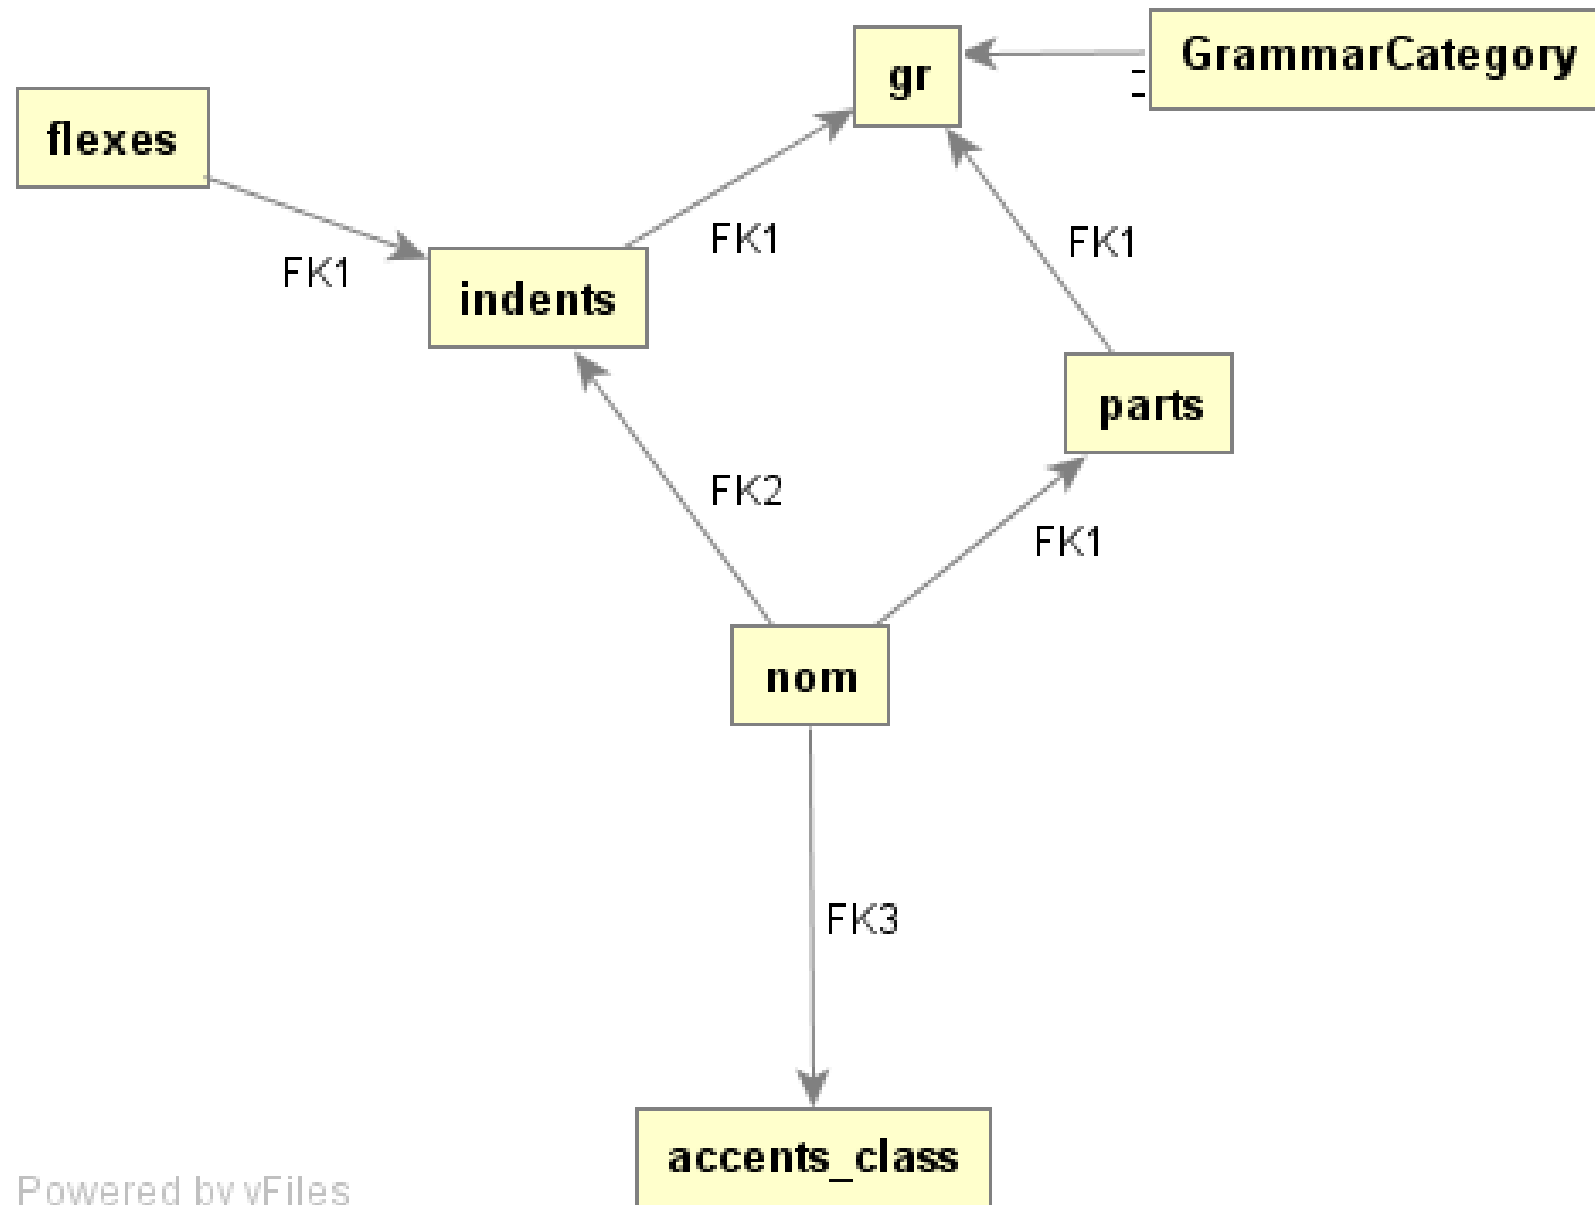 GrammarCategory
gr
flexes
FK1
FK1
FK1
indents
parts
FK2
FK1
nom
FK3
accents_class
Powered by yFiles